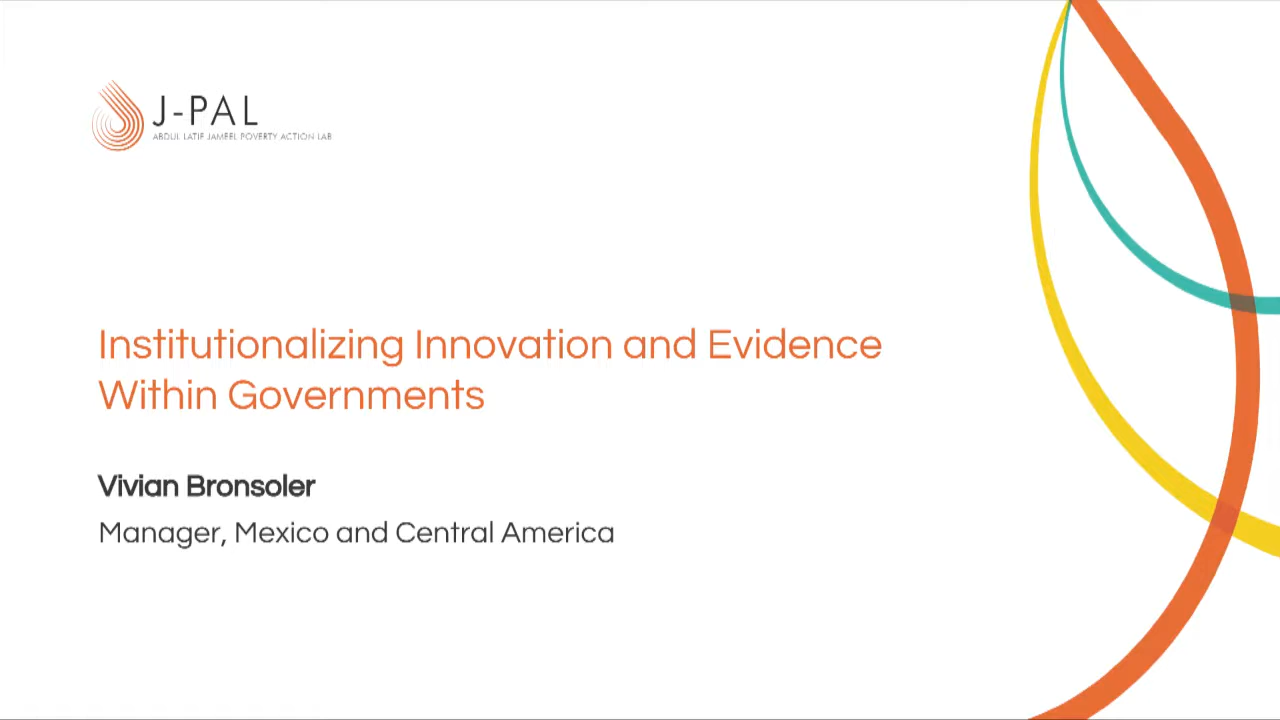 J-PAL
ABDUL LATIF JAMEEL POVERTY ACTION LAB
Institutionalizing Innovation and Evidence
Within Governments
Vivian Bronsoler
Manager, Mexico and Central America